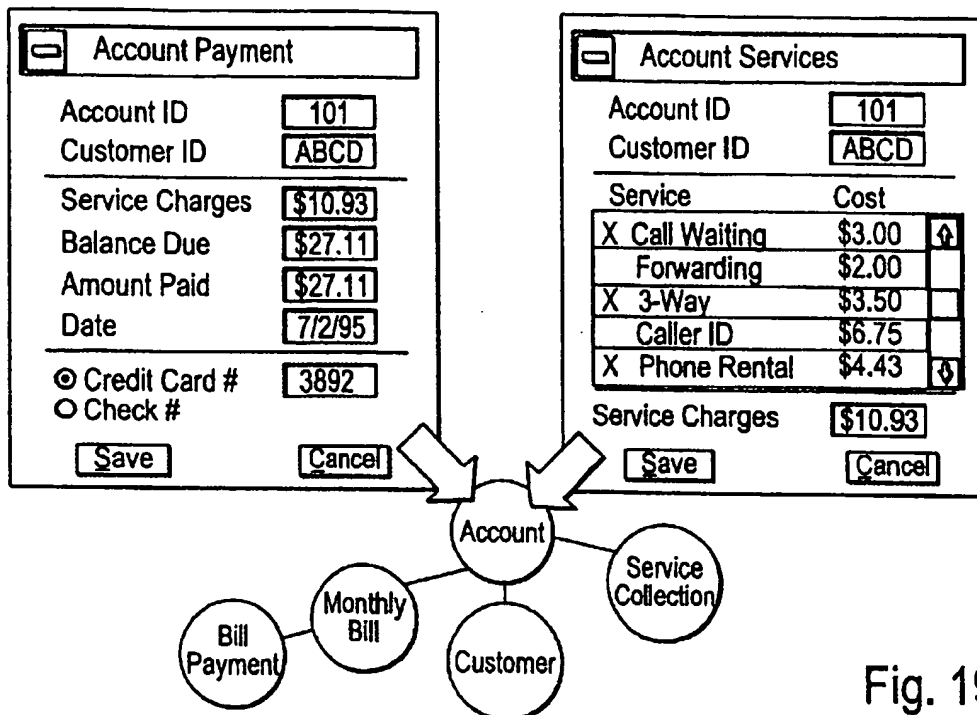 Account Payment
Account ID 101
Customer ID ABCD
Service Charges $10.93
Balance Due $27.11
Amount Paid $27.11
Date 7/2/95
Credit Card # 3892
Check #
Save Cancel
Account Services
Account ID 101
Customer ID ABCD
Service Cost
X Call Waiting $3.00
Forwarding $2.00
X 3-Way $3.50
Caller ID $6.75
X Phone Rental $4.43
Service Charges $10.93
Save Cancel
Account
Service
Collection
Monthly
Bill
Bill
Payment
Customer
Fig. 19